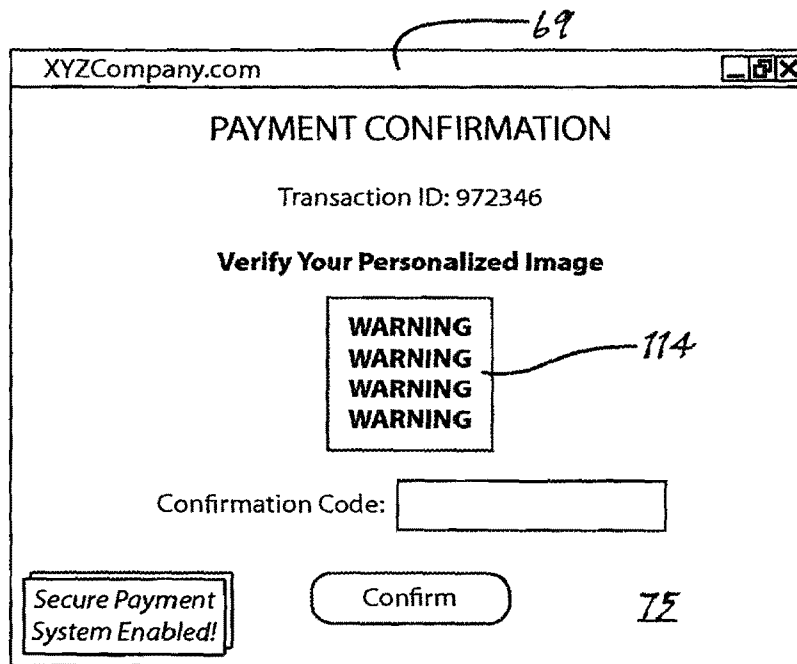 69
XYZCompany.com
PAYMENT CONFIRMATION
Transaction ID: 972346
Verify Your Personalized Image
WARNING
WARNING
WARNING
WARNING
114
Confirmation Code:
Secure Payment
System Enabled!
Confirm
75